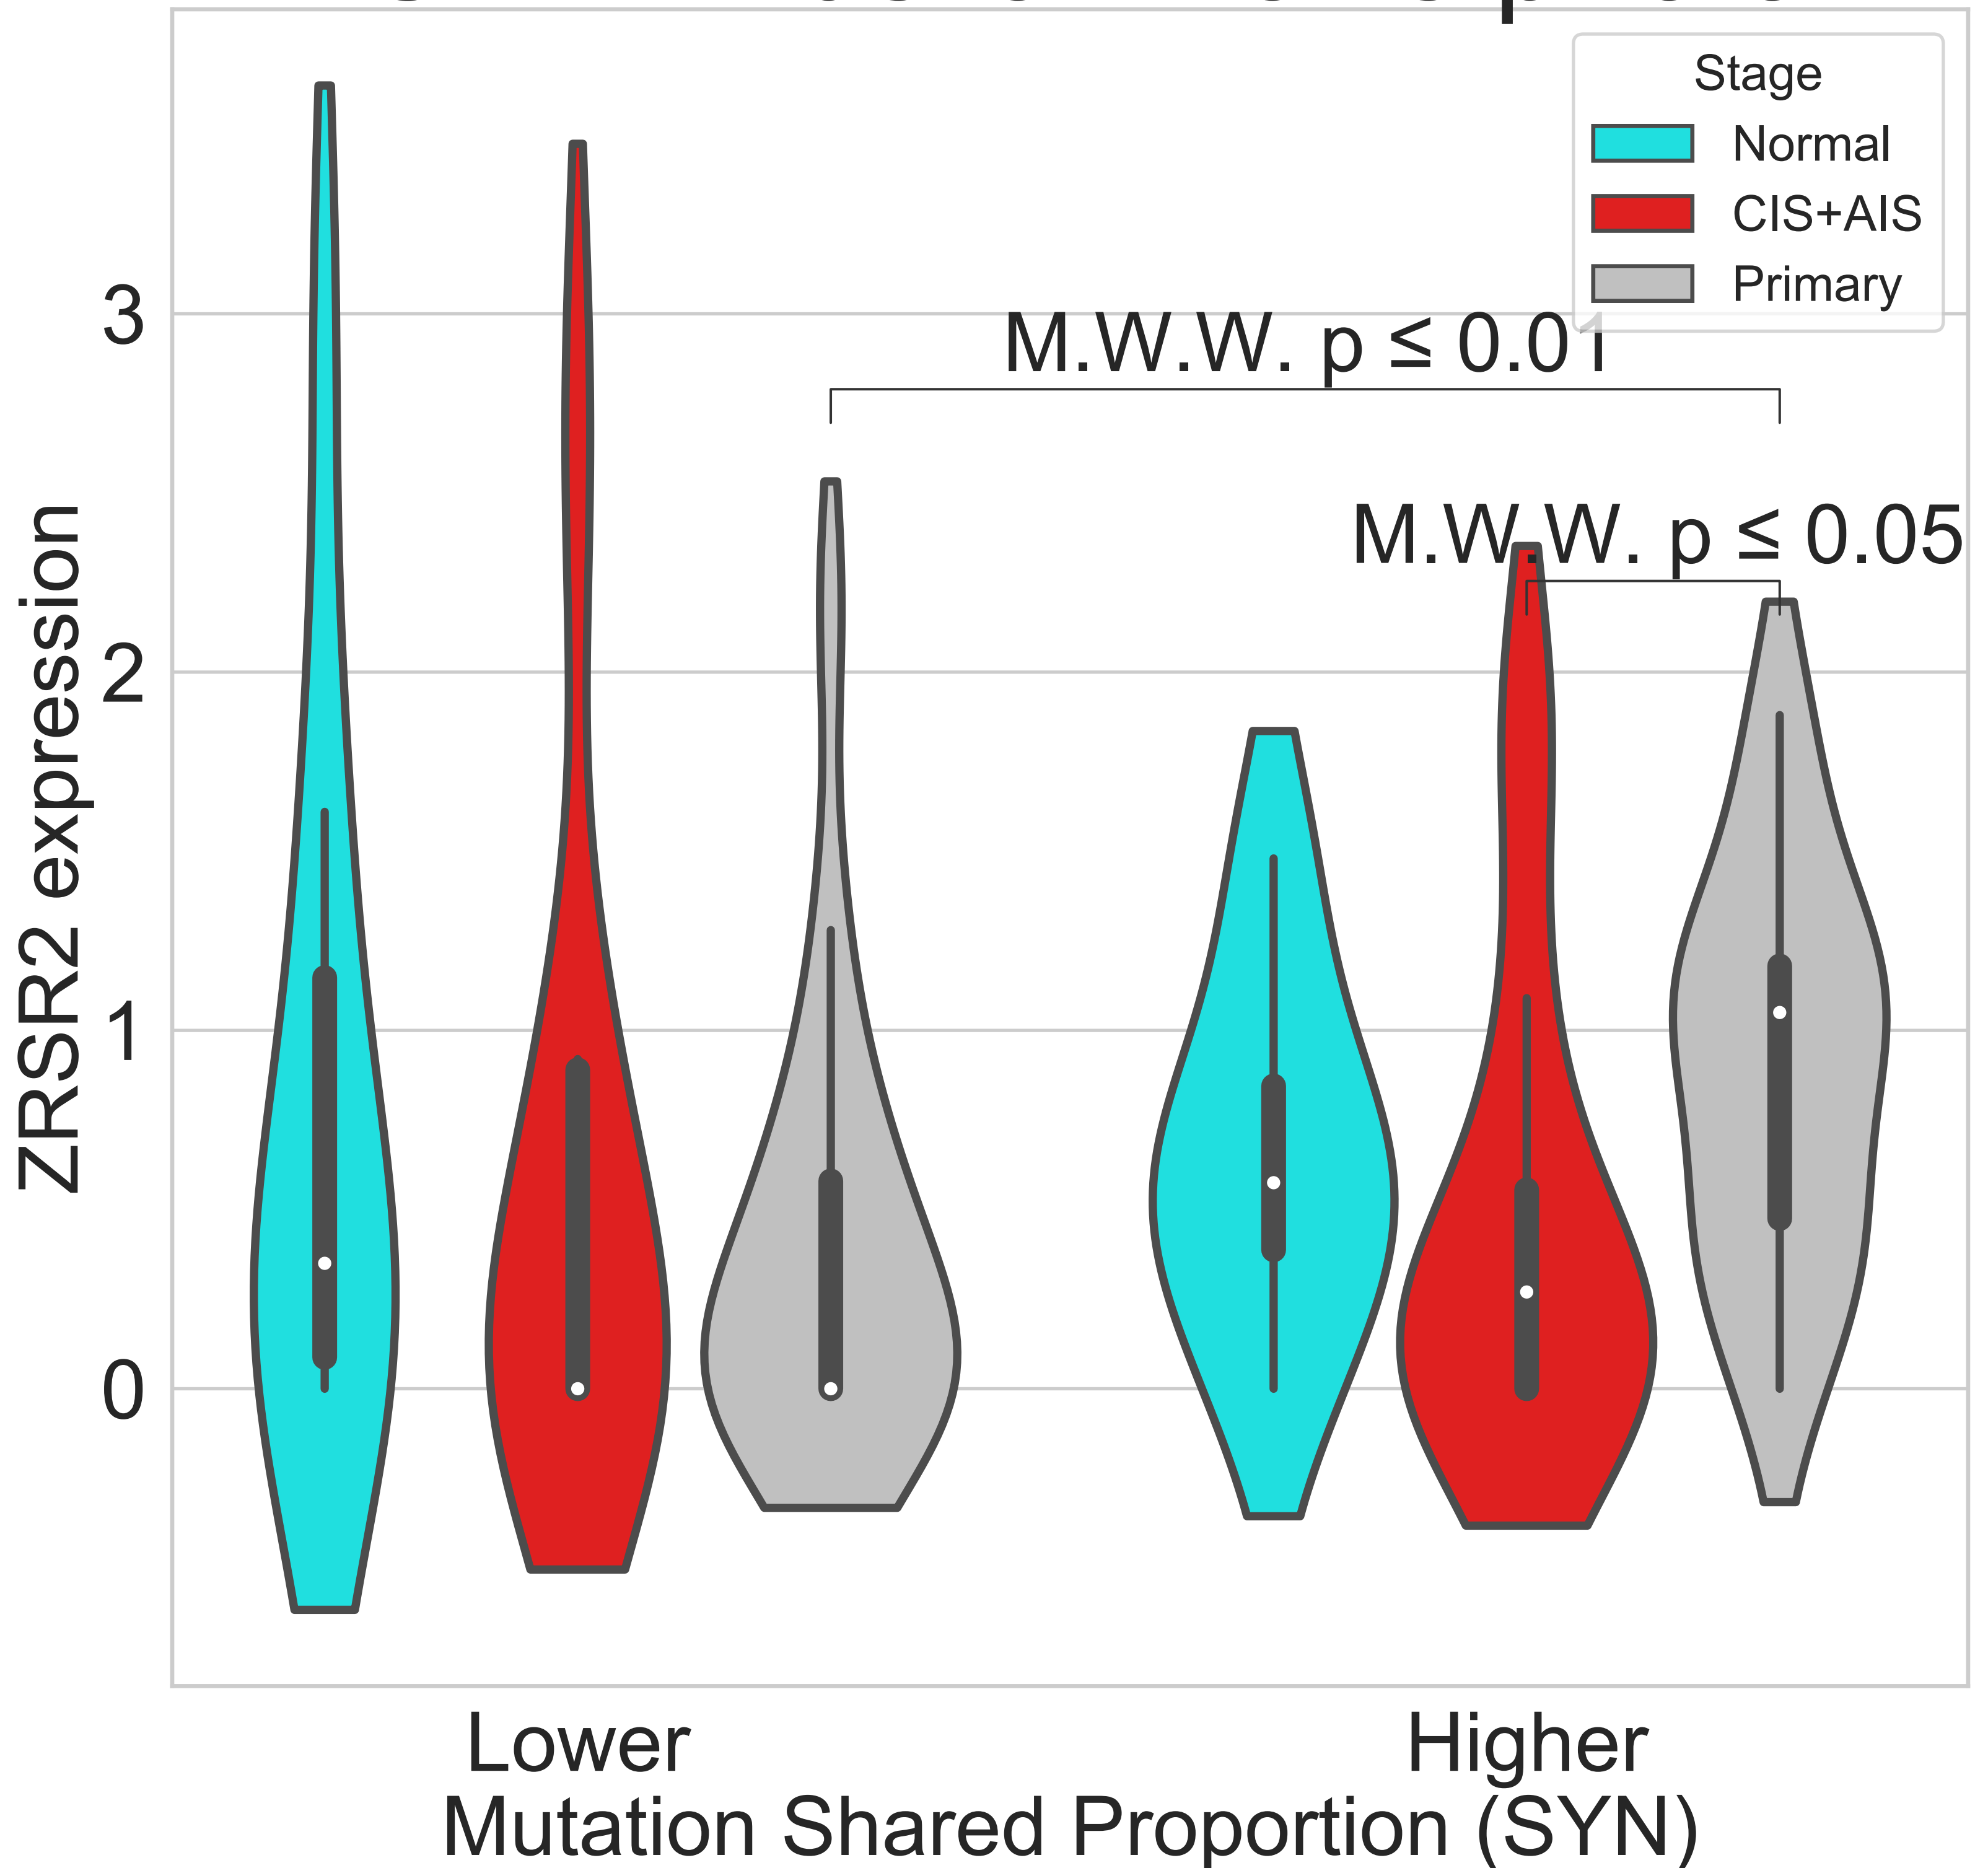 Stage
Normal
CIS+AIS
Primary
3
M.W.W. p ≤ 0.01
M.W.W. p ≤ 0.05
2
1
0
ZRSR2 expression
Lower
Higher
Mutation Shared Proportion (SYN)